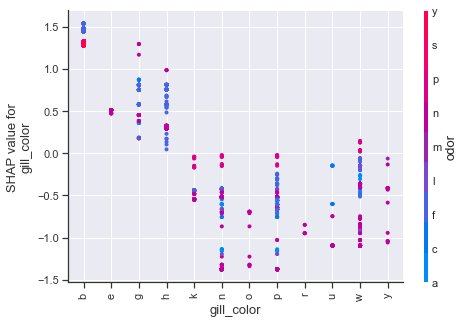 1.5
1.0
0.5
0.0
−0.5
−1.0
−1.5
SHAP value for
gill_color
b e g h k n o p r u w y
gill_color
y
s
p
n
m
l
f
c
a
odor